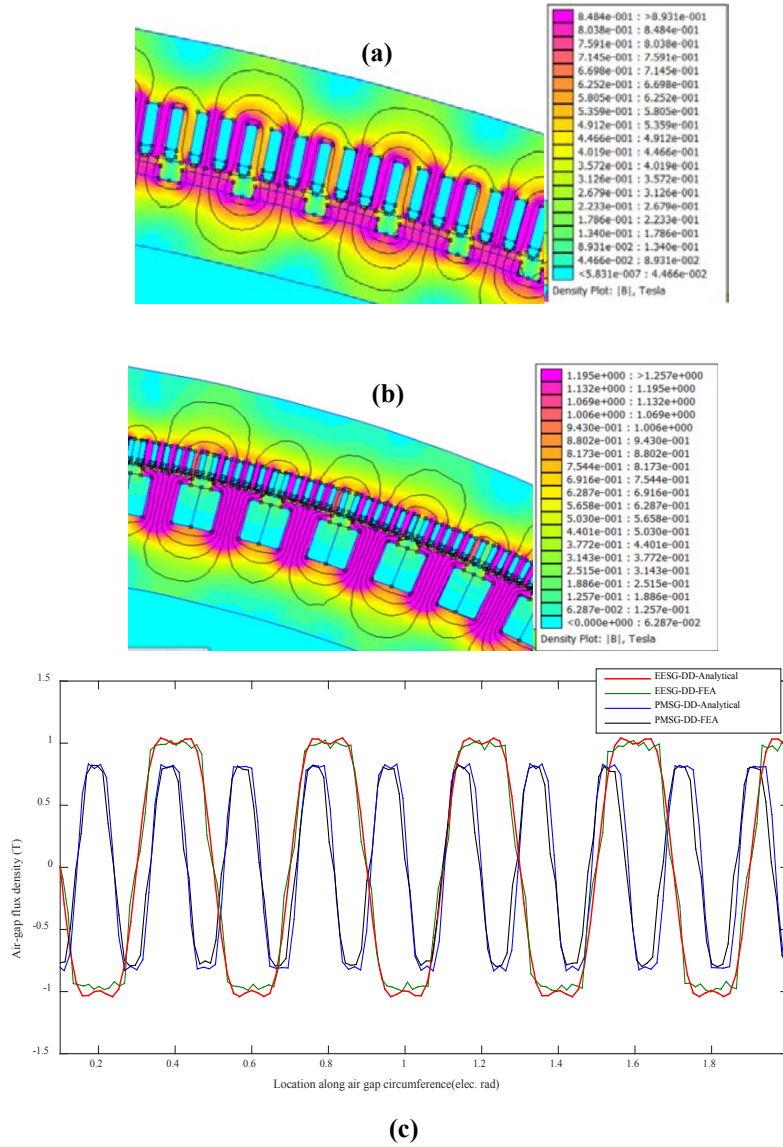 (a)
8.484e-001 : >8.931e-001
8.038e-001 : 8.484e-001
7.591e-001 : 8.038e-001
7.145e-001 : 7.591e-001
6.698e-001 : 7.145e-001
6.252e-001 : 6.698e-001
5.805e-001 : 6.252e-001
5.359e-001 : 5.805e-001
4.912e-001 : 5.359e-001
4.466e-001 : 4.912e-001
4.019e-001 : 4.466e-001
3.572e-001 : 4.019e-001
3.126e-001 : 3.572e-001
2.679e-001 : 3.126e-001
2.233e-001 : 2.679e-001
1.786e-001 : 2.233e-001
1.340e-001 : 1.786e-001
8.931e-002 : 1.340e-001
4.466e-002 : 8.931e-002
<5.831e-007 : 4.466e-002
Density Plot: |B|, Tesla
(b)
1.195e+000 : >1.257e+000
1.132e+000 : 1.195e+000
1.069e+000 : 1.132e+000
1.006e+000 : 1.069e+000
9.430e-001 : 1.006e+000
8.802e-001 : 9.430e-001
8.173e-001 : 8.802e-001
7.544e-001 : 8.173e-001
6.916e-001 : 7.544e-001
6.287e-001 : 6.916e-001
5.658e-001 : 6.287e-001
5.030e-001 : 5.658e-001
4.401e-001 : 5.030e-001
3.772e-001 : 4.401e-001
3.143e-001 : 3.772e-001
2.515e-001 : 3.143e-001
1.886e-001 : 2.515e-001
1.257e-001 : 1.886e-001
6.287e-002 : 1.257e-001
<0.000e+000 : 6.287e-002
Density Plot: |B|, Tesla
EESG-DD-Analytical
EESG-DD-FEA
PMSG-DD-Analytical
PMSG-DD-FEA
1.5
1
0.5
0
-0.5
-1
-1.5
Air-gap flux density (T)
0.2 0.4 0.6 0.8 1 1.2 1.4 1.6 1.8
Location along air gap circumference(elec. rad)
(c)